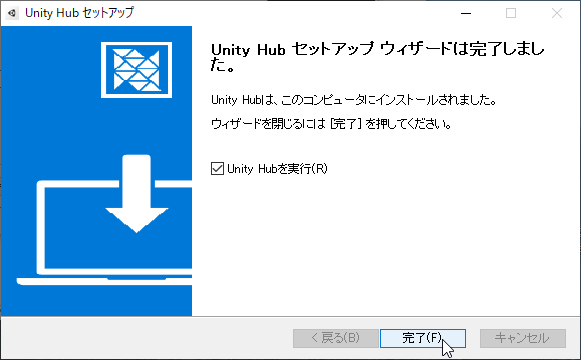 Unity Hub セットアップ
Unity Hub セットアップ ウィザードは完了しまし
た。
Unity Hubは、このコンピュータにインストールされました。
ウィザードを閉じるには [完了] を押してください。
Unity Hubを実行(R)
< 戻る(B)
完了(F)
キャンセル